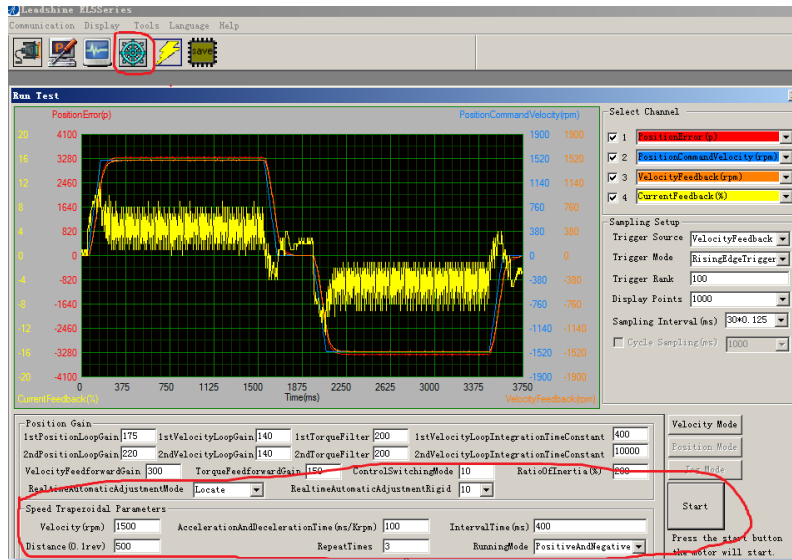 Leadshine ELSSeries
Communication Display Tools Language Help
save
Run Test
PositionError(p) PositionCommandVelocity(rpm)
20 4100 1900 1900
16 3280 1520 1520
12 2460 1140 1140
8 1640 760 760
4 820 380 380
0 0 0 0
-4 -820 -380 -380
-8 -1640 -760 -760
-12 -2460 -1140 -1140
-16 -3280 -1520 -1520
-20 -4100 -1900 -1900
0 375 750 1125 1500 1875 2250 2625 3000 3375 3750
CurrentFeedback(%) Time(ms) VelocityFeedback(rpm)
Select Channel
1 PositionError(p)
2 PositionCommandVelocity(rpm)
3 VelocityFeedback(rpm)
4 CurrentFeedback(%)
Sampling Setup
Trigger Source VelocityFeedback
Trigger Mode RisingEdgeTrigger
Trigger Rank 100
Display Points 1000
Sampling Interval(ms) 30*0.125
Cycle Sampling(ms) 1000
Position Gain
1stPositionLoopGain 175 1stVelocityLoopGain 140 1stTorqueFilter 200 1stVelocityLoopIntegrationTimeConstant 400
2ndPositionLoopGain 220 2ndVelocityLoopGain 140 2ndTorqueFilter 200 2ndVelocityLoopIntegrationTimeConstant 10000
VelocityFeedforwardGain 300 TorqueFeedforwardGain 150 ControlSwitchingMode 10 RatioOfInertia(%) 200
RealtimeAutomaticAdjustmentMode Locate RealtimeAutomaticAdjustmentRigid 10
Speed Trapezoidal Parameters
Velocity(rpm) 1500 AccelerationAndDecelerationTime(ms/Krpm) 100 IntervalTime(ms) 400
Distance(0.1rev) 500 RepeatTimes 3 RunningMode PositiveAndNegative
Velocity Mode
Position Mode
Jog Mode
Start
Press the start button
the motor will start.